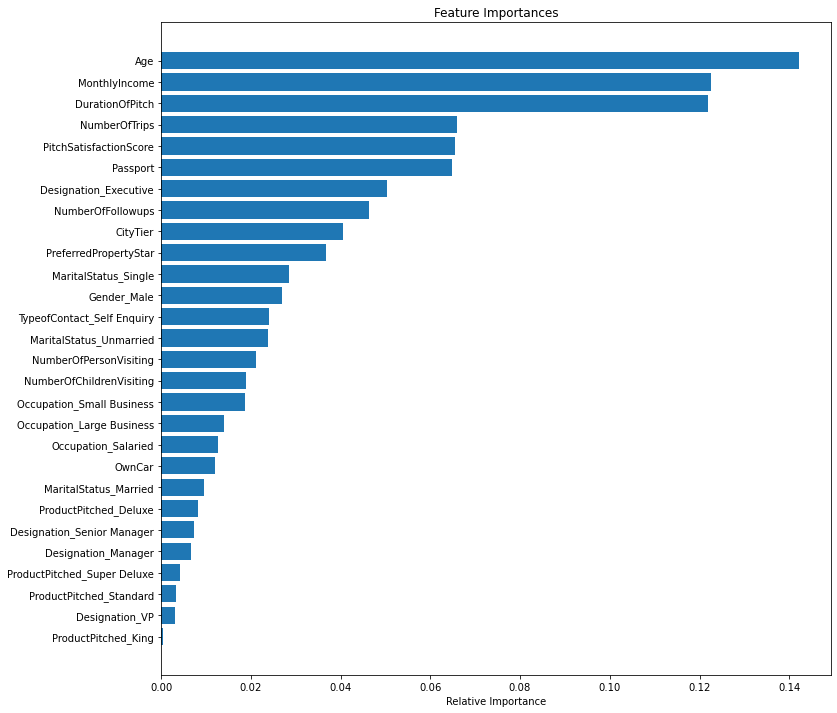 Feature Importances
Age
MonthlyIncome
DurationOfPitch
NumberOfTrips
PitchSatisfactionScore
Passport
Designation_Executive
NumberOfFollowups
CityTier
PreferredPropertyStar
MaritalStatus_Single
Gender_Male
TypeofContact_Self Enquiry
MaritalStatus_Unmarried
NumberOfPersonVisiting
NumberOfChildrenVisiting
Occupation_Small Business
Occupation_Large Business
Occupation_Salaried
OwnCar
MaritalStatus_Married
ProductPitched_Deluxe
Designation_Senior Manager
Designation_Manager
ProductPitched_Super Deluxe
ProductPitched_Standard
Designation_VP
ProductPitched_King
0.00 0.02 0.04 0.06 0.08 0.10 0.12 0.14
Relative Importance